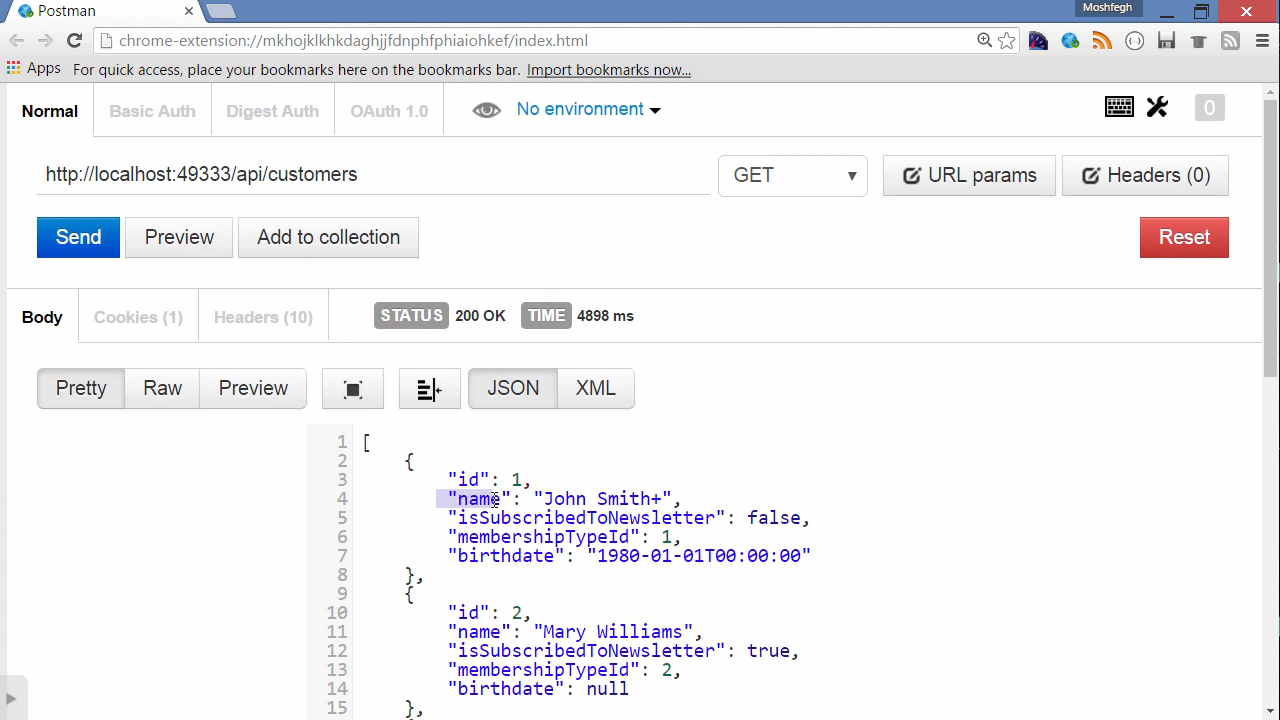 Postman
Moshfegh
chrome-extension://mkhojklkhkdaghjjfdnphfphiaiohkef/index.html
Apps For quick access, place your bookmarks here on the bookmarks bar. Import bookmarks now...
Normal Basic Auth Digest Auth OAuth 1.0 No environment 0
http://localhost:49333/api/customers GET URL params Headers (0)
Send Preview Add to collection Reset
Body Cookies (1) Headers (10) STATUS 200 OK TIME 4898 ms
Pretty Raw Preview JSON XML
1 [
2 {
3 "id": 1,
4 "name": "John Smith+",
5 "isSubscribedToNewsletter": false,
6 "membershipTypeId": 1,
7 "birthdate": "1980-01-01T00:00:00"
8 },
9 {
10 "id": 2,
11 "name": "Mary Williams",
12 "isSubscribedToNewsletter": true,
13 "membershipTypeId": 2,
14 "birthdate": null
15 },